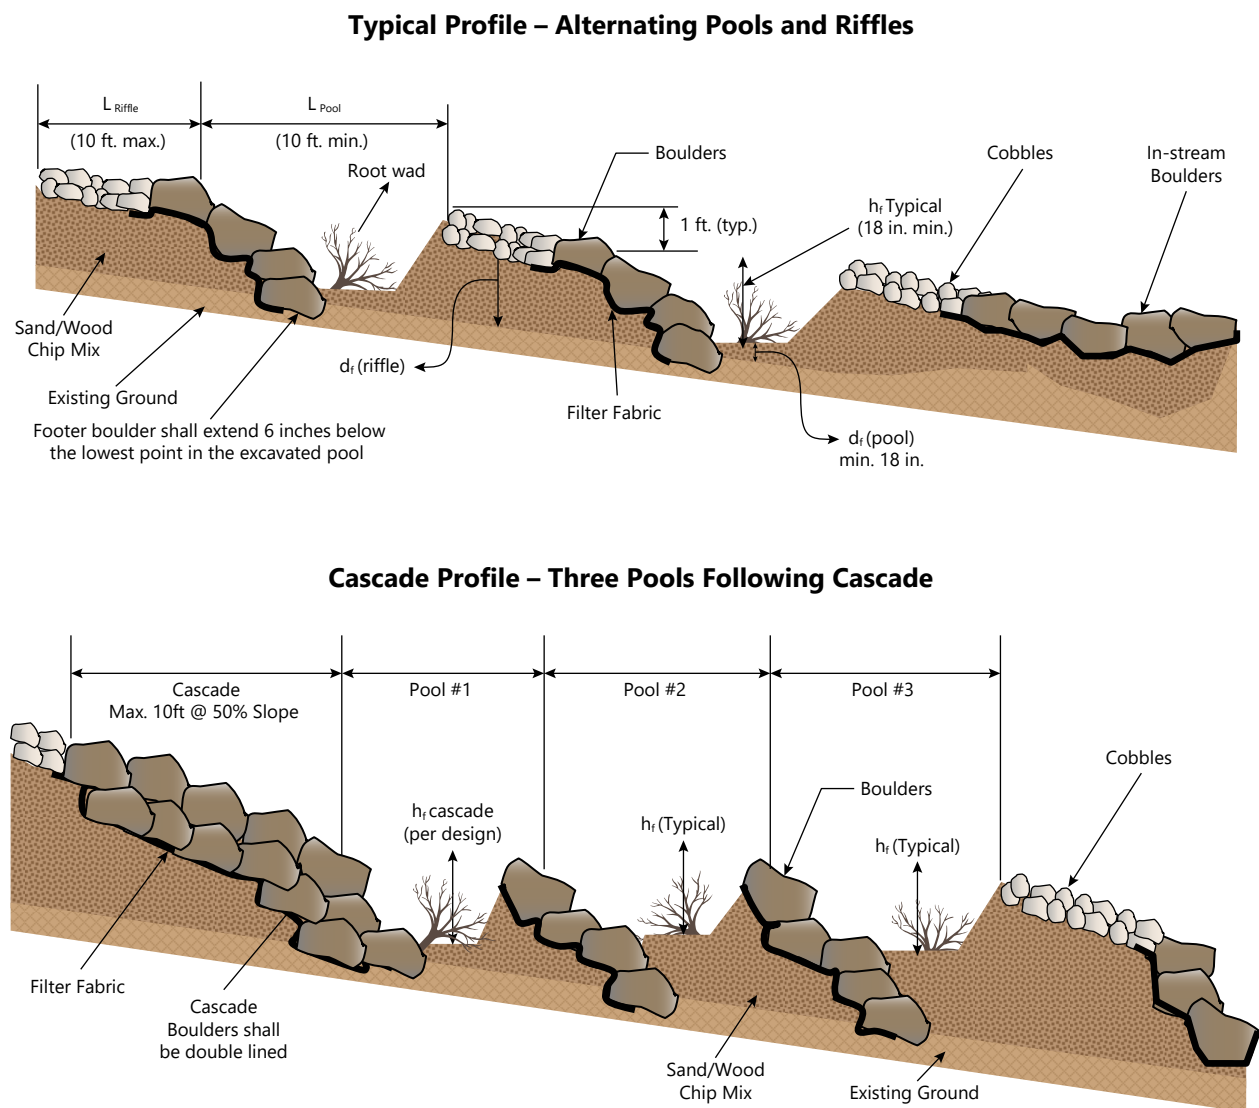 Typical Profile – Alternating Pools and Riffles
L Riffle
(10 ft. max.)
L Pool
(10 ft. min.)
Root wad
Boulders
1 ft. (typ.)
hf Typical
(18 in. min.)
Cobbles
In-stream
Boulders
Sand/Wood
Chip Mix
Existing Ground
Footer boulder shall extend 6 inches below
the lowest point in the excavated pool
df (riffle)
Filter Fabric
df (pool)
min. 18 in.
Cascade Profile – Three Pools Following Cascade
Cascade
Max. 10ft @ 50% Slope
Pool #1
Pool #2
Pool #3
hf cascade
(per design)
hf (Typical)
Boulders
hf (Typical)
Cobbles
Filter Fabric
Cascade
Boulders shall
be double lined
Sand/Wood
Chip Mix
Existing Ground